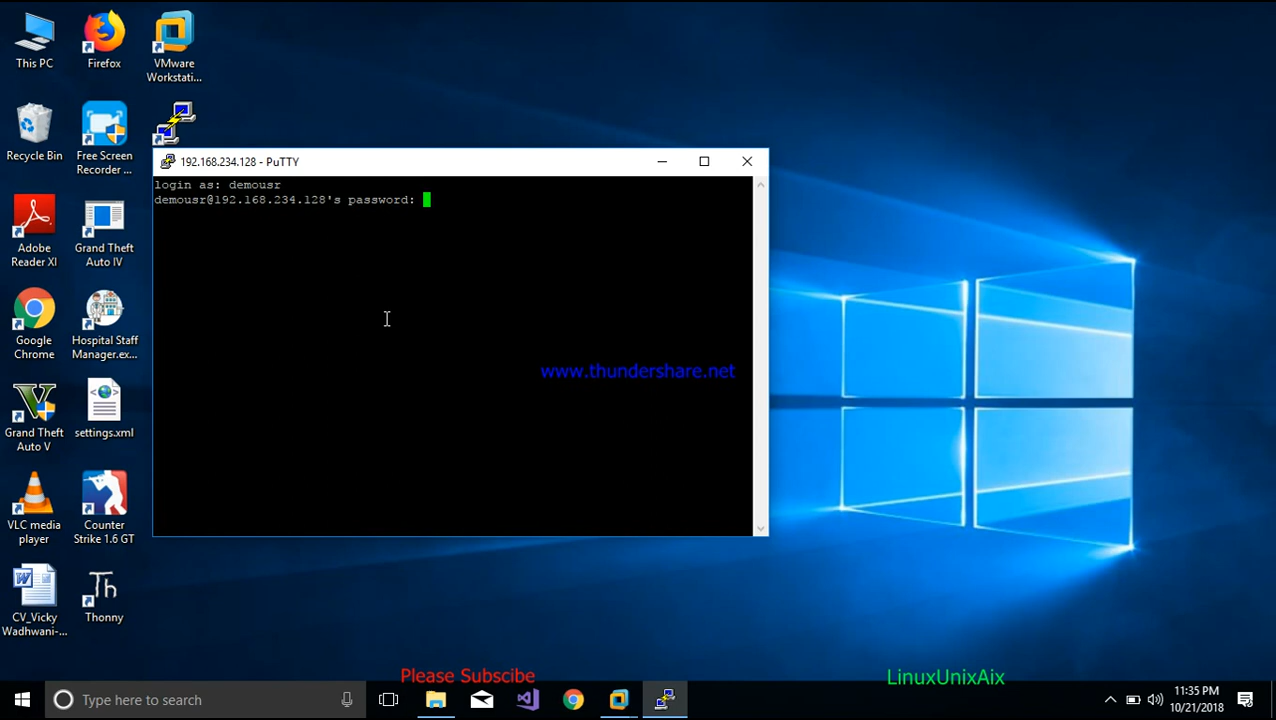 This PC
Firefox
VMware
Workstati...
Recycle Bin
Free Screen
Recorder ...
192.168.234.128 - PuTTY
login as: demousr
demousr@192.168.234.128's password:
Adobe
Reader XI
Grand Theft
Auto IV
Google
Chrome
Hospital Staff
Manager.ex...
www.thundershare.net
Grand Theft
Auto V
settings.xml
VLC media
player
Counter
Strike 1.6 GT
CV_Vicky
Wadhwani-...
Thonny
Please Subscibe
LinuxUnixAix
Type here to search
11:35 PM
10/21/2018